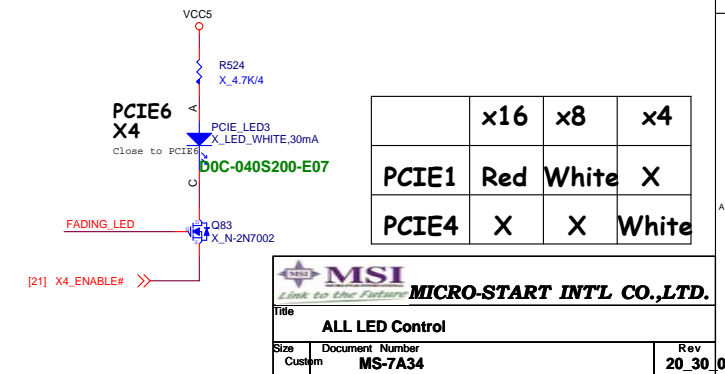 VCC5
R524
X_4.7K/4
PCIE6
X4
Close to PCIE6
A
PCIE_LED3
X_LED_WHITE,30mA
D0C-040S200-E07
C
FADING_LED
Q83
X_N-2N7002
[21] X4_ENABLE#
x16 x8 x4
PCIE1 Red White X
PCIE4 X X White
A
MSI
MSI
Link to the Future
MICRO-START INT'L CO.,LTD.
Title
ALL LED Control
Size Document Number Rev
Custom MS-7A34 20_30_0